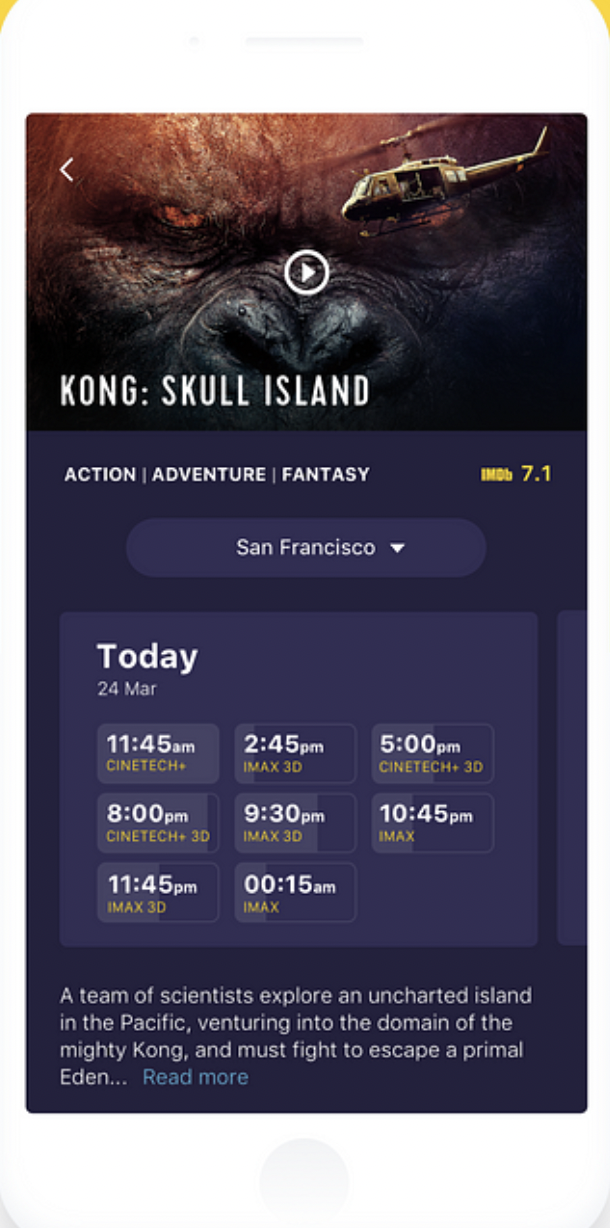 KONG: SKULL ISLAND
ACTION | ADVENTURE | FANTASY
IMDb 7.1
San Francisco
Today
24 Mar
11:45am 2:45pm 5:00pm
CINETECH+ IMAX 3D CINETECH+ 3D
8:00pm 9:30pm 10:45pm
CINETECH+ 3D IMAX 3D IMAX
11:45pm 00:15am
IMAX 3D IMAX
A team of scientists explore an uncharted island
in the Pacific, venturing into the domain of the
mighty Kong, and must fight to escape a primal
Eden... Read more